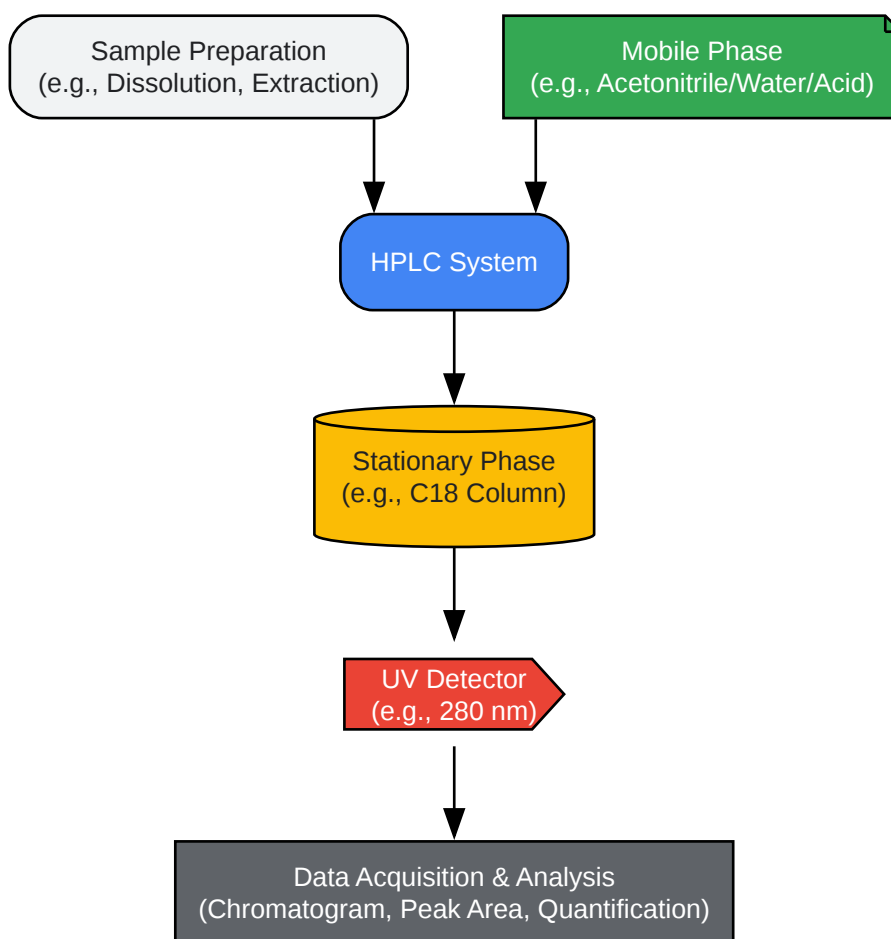 Sample Preparation
(e.g., Dissolution, Extraction)
Mobile Phase
(e.g., Acetonitrile/Water/Acid)
HPLC System
Stationary Phase
(e.g., C18 Column)
UV Detector
(e.g., 280 nm)
Data Acquisition & Analysis
(Chromatogram, Peak Area, Quantification)